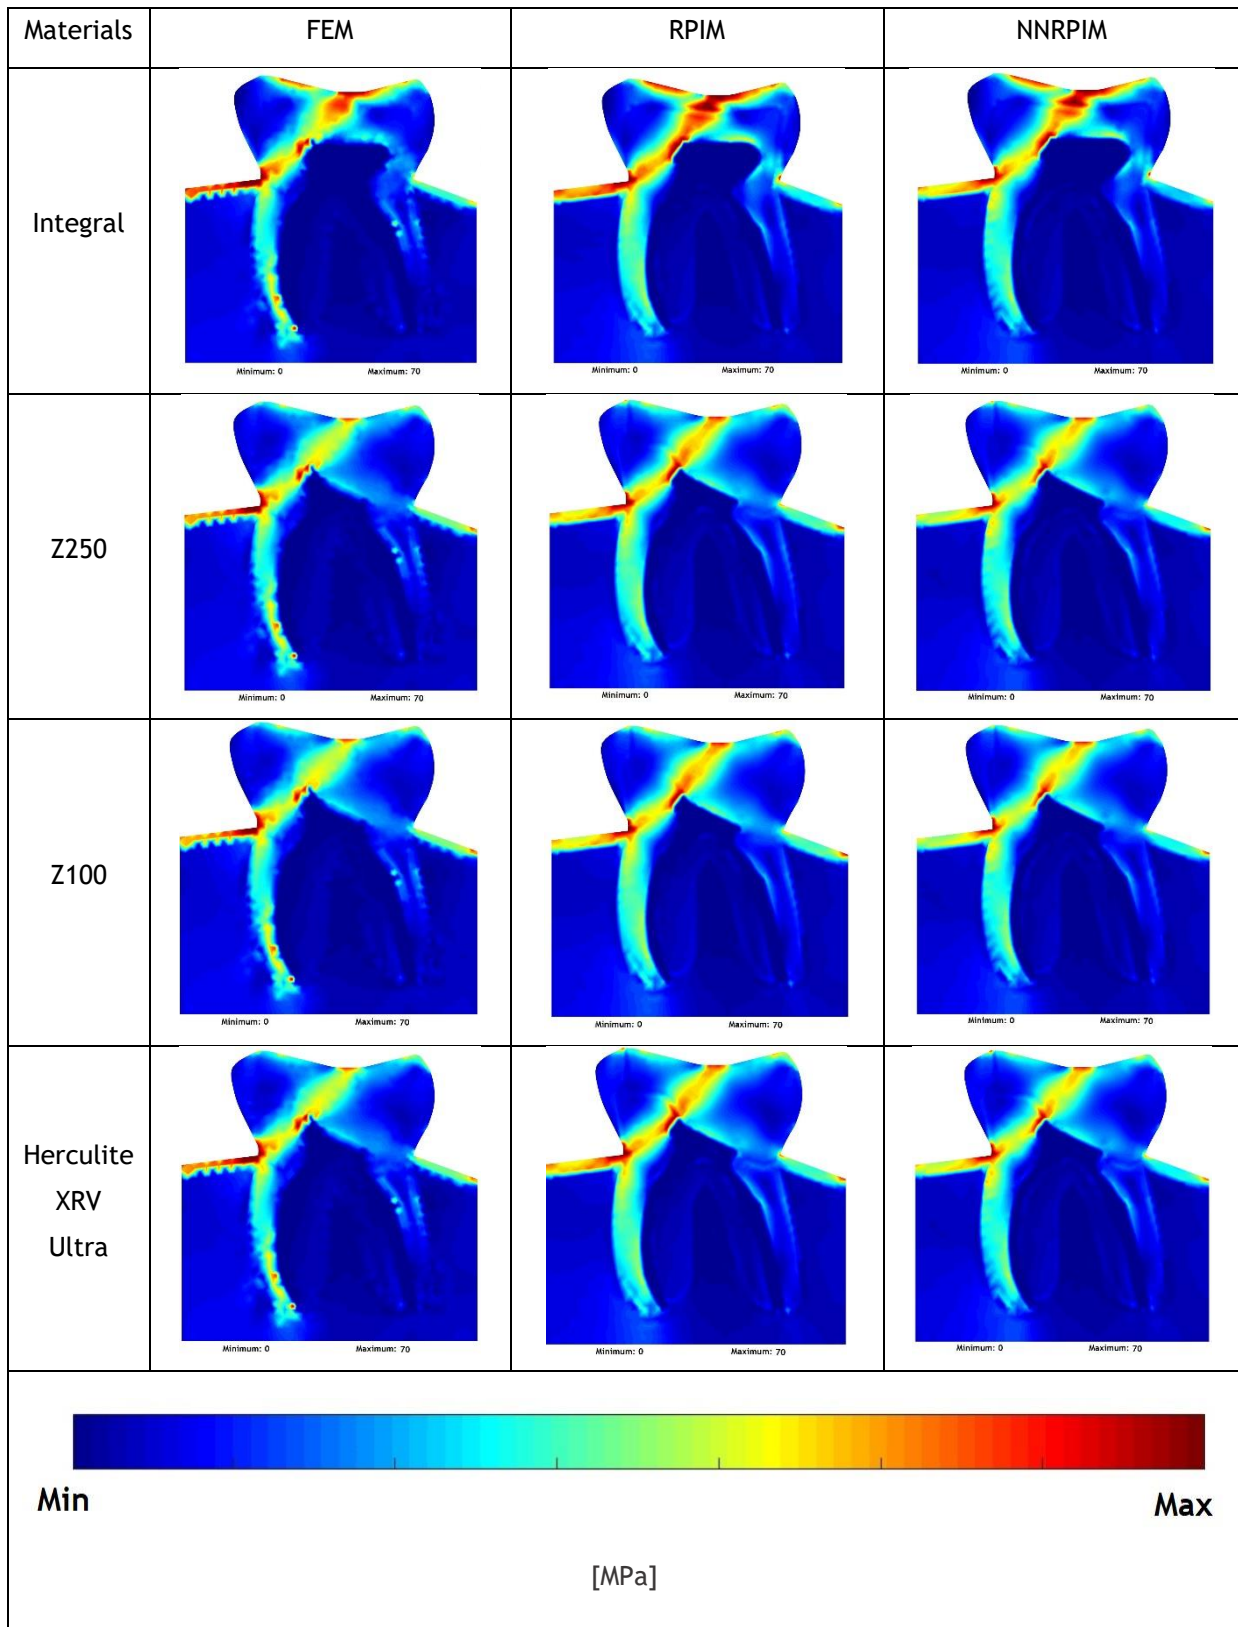 Materials FEM RPIM NNRPIM
Integral
Minimum: 0 Maximum: 70 Minimum: 0 Maximum: 70 Minimum: 0 Maximum: 70
Z250
Minimum: 0 Maximum: 70 Minimum: 0 Maximum: 70 Minimum: 0 Maximum: 70
Z100
Minimum: 0 Maximum: 70 Minimum: 0 Maximum: 70 Minimum: 0 Maximum: 70
Herculite
XRV
Ultra
Minimum: 0 Maximum: 70 Minimum: 0 Maximum: 70 Minimum: 0 Maximum: 70
Min Max
[MPa]